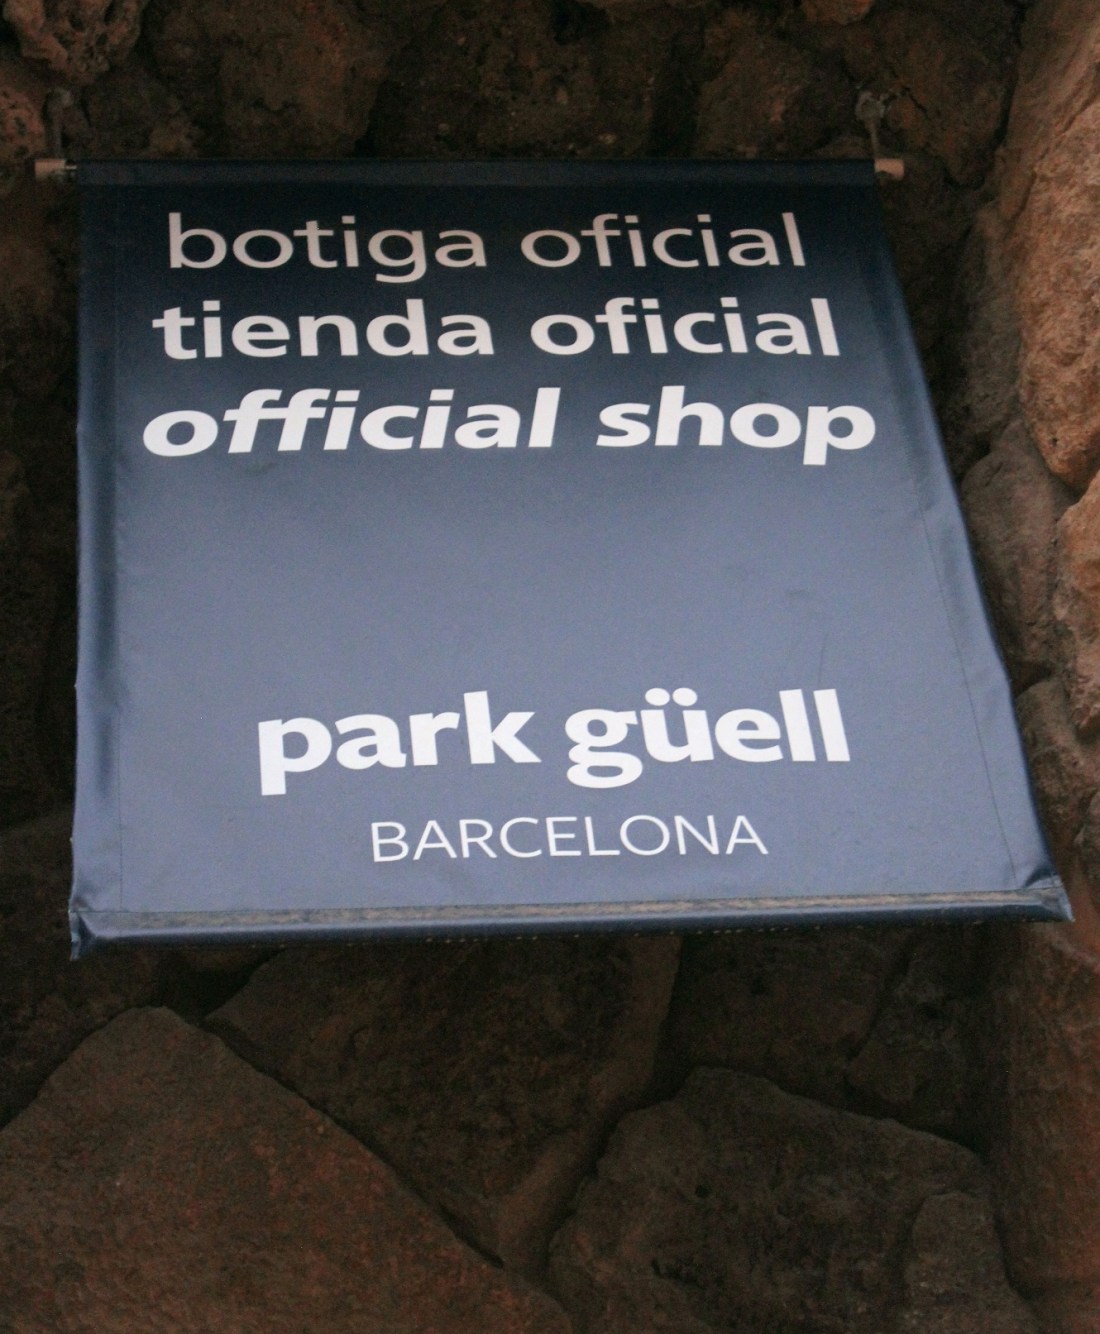 botiga oficial
tienda oficial
official shop
park güell
BARCELONA